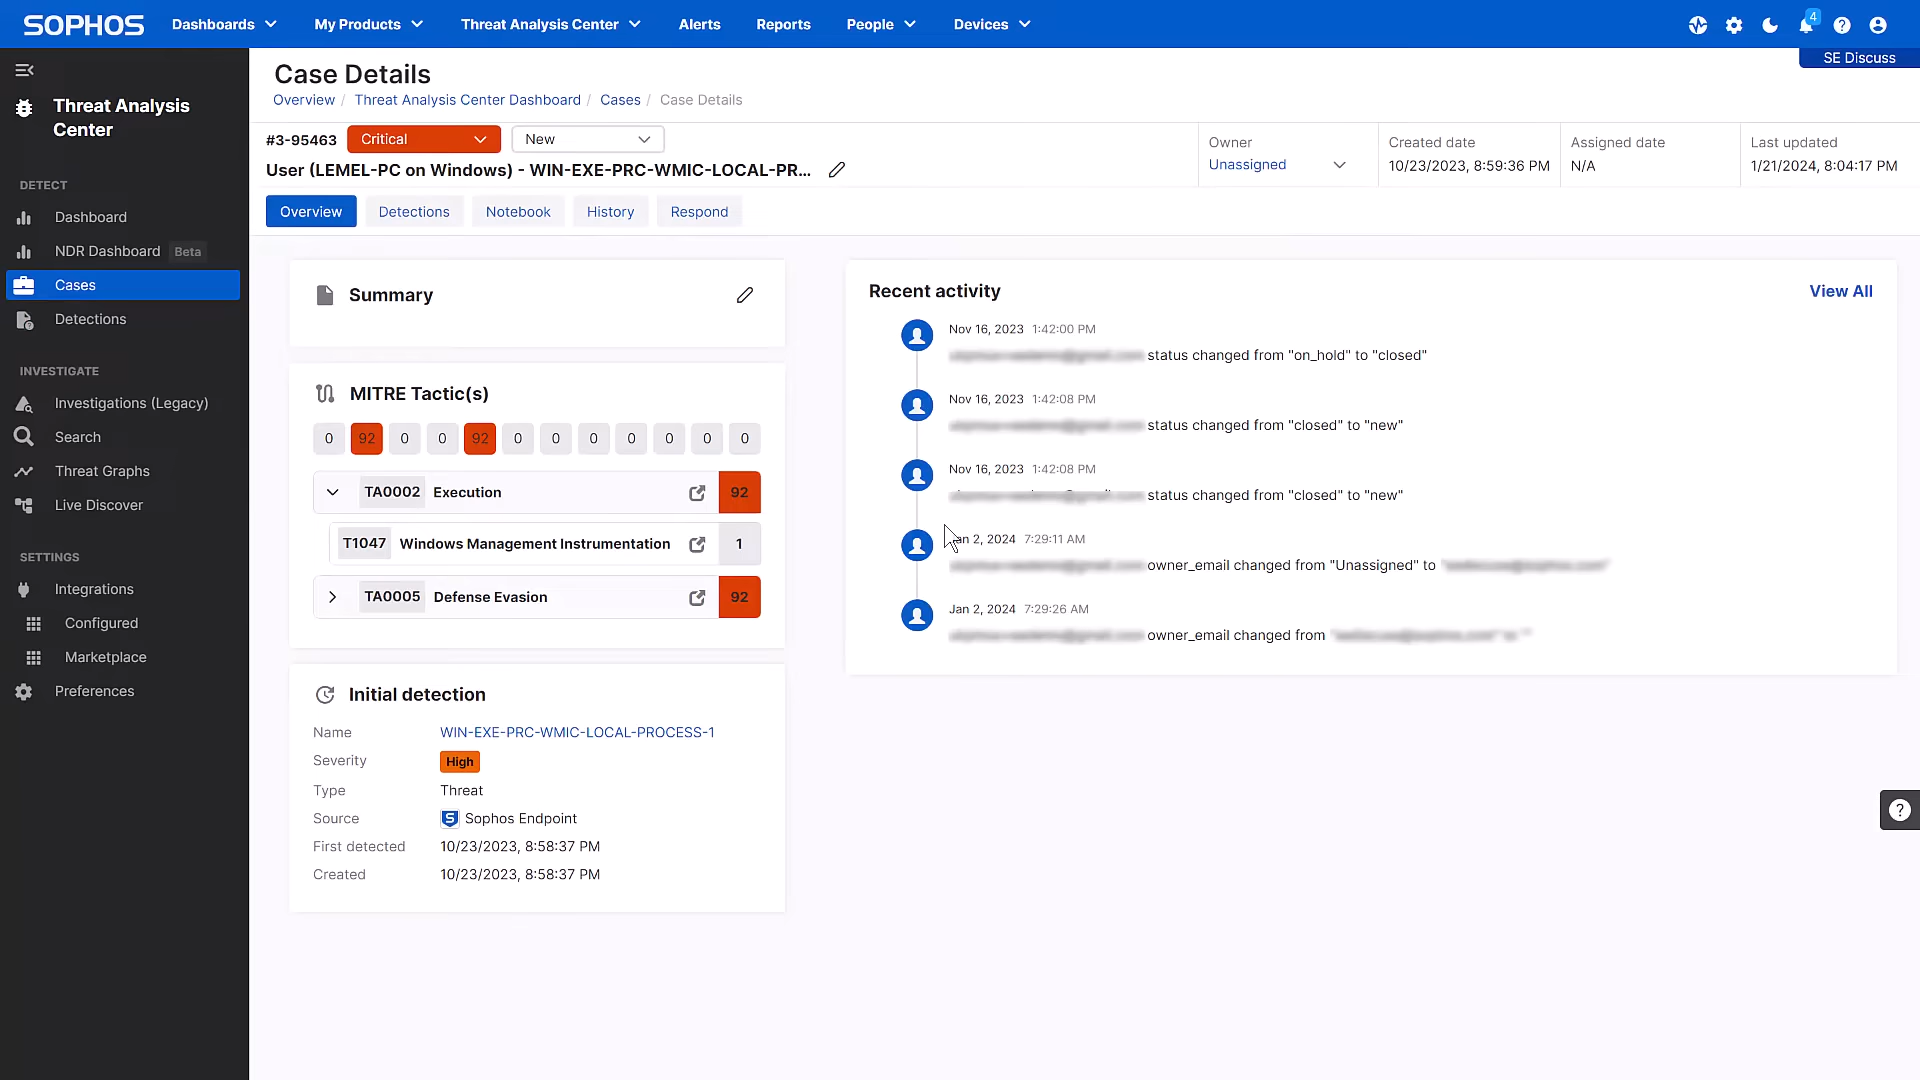 SOPHOS Dashboards My Products Threat Analysis Center Alerts Reports People Devices 4
SE Discuss
Threat Analysis
Center
DETECT
Dashboard
NDR Dashboard Beta
Cases
Detections
INVESTIGATE
Investigations (Legacy)
Search
Threat Graphs
Live Discover
SETTINGS
Integrations
Configured
Marketplace
Preferences
Case Details
Overview / Threat Analysis Center Dashboard / Cases / Case Details
#3-95463 Critical New
User (LEMEL-PC on Windows) - WIN-EXE-PRC-WMIC-LOCAL-PR...
Owner
Unassigned
Created date
10/23/2023, 8:59:36 PM
Assigned date
N/A
Last updated
1/21/2024, 8:04:17 PM
Overview Detections Notebook History Respond
Summary
MITRE Tactic(s)
0 92 0 0 92 0 0 0 0 0 0 0
TA0002 Execution 92
T1047 Windows Management Instrumentation 1
TA0005 Defense Evasion 92
Initial detection
Name WIN-EXE-PRC-WMIC-LOCAL-PROCESS-1
Severity High
Type Threat
Source S Sophos Endpoint
First detected 10/23/2023, 8:58:37 PM
Created 10/23/2023, 8:58:37 PM
Recent activity View All
Nov 16, 2023 1:42:00 PM
status changed from "on_hold" to "closed"
Nov 16, 2023 1:42:08 PM
status changed from "closed" to "new"
Nov 16, 2023 1:42:08 PM
status changed from "closed" to "new"
Jan 2, 2024 7:29:11 AM
owner_email changed from "Unassigned" to
Jan 2, 2024 7:29:26 AM
owner_email changed from